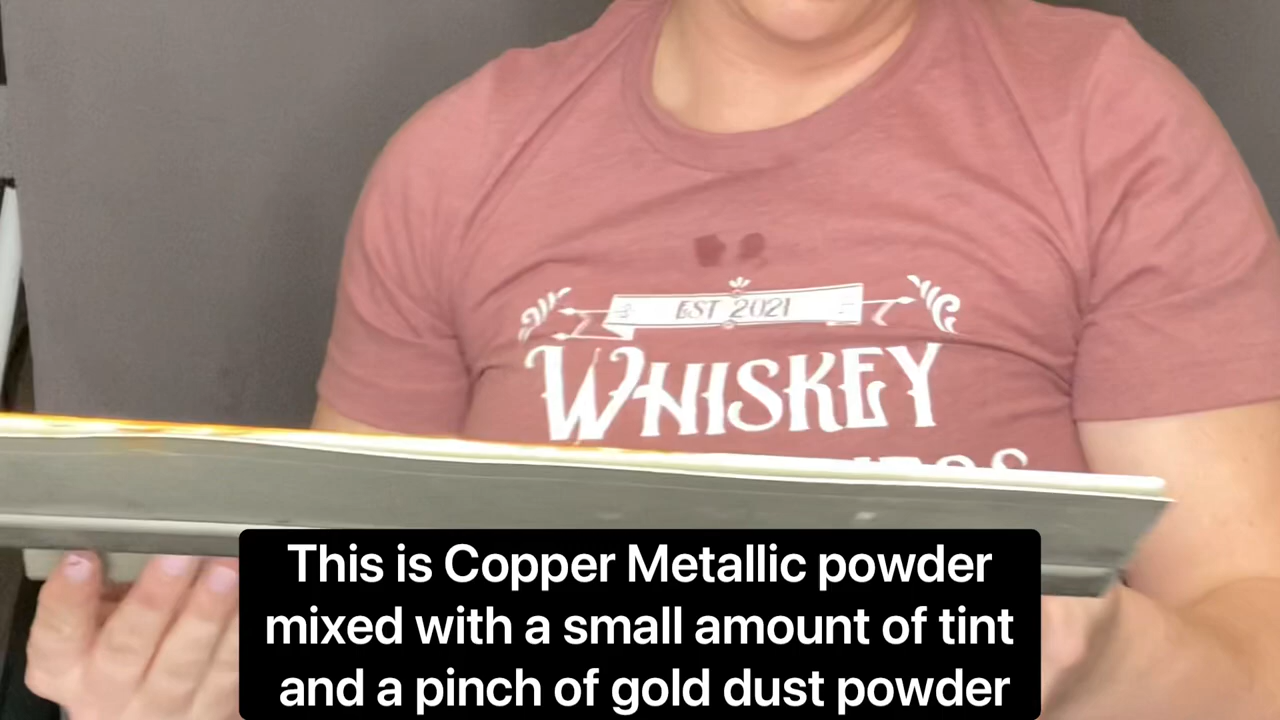 EST 2021
WHISKEY
This is Copper Metallic powder
mixed with a small amount of tint
and a pinch of gold dust powder